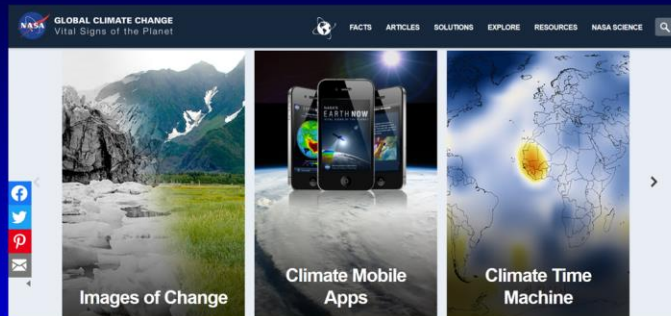 NASA
GLOBAL CLIMATE CHANGE
Vital Signs of the Planet
FACTS ARTICLES SOLUTIONS EXPLORE RESOURCES NASA SCIENCE
EARTH NOW
Images of Change
Climate Mobile
Apps
Climate Time
Machine